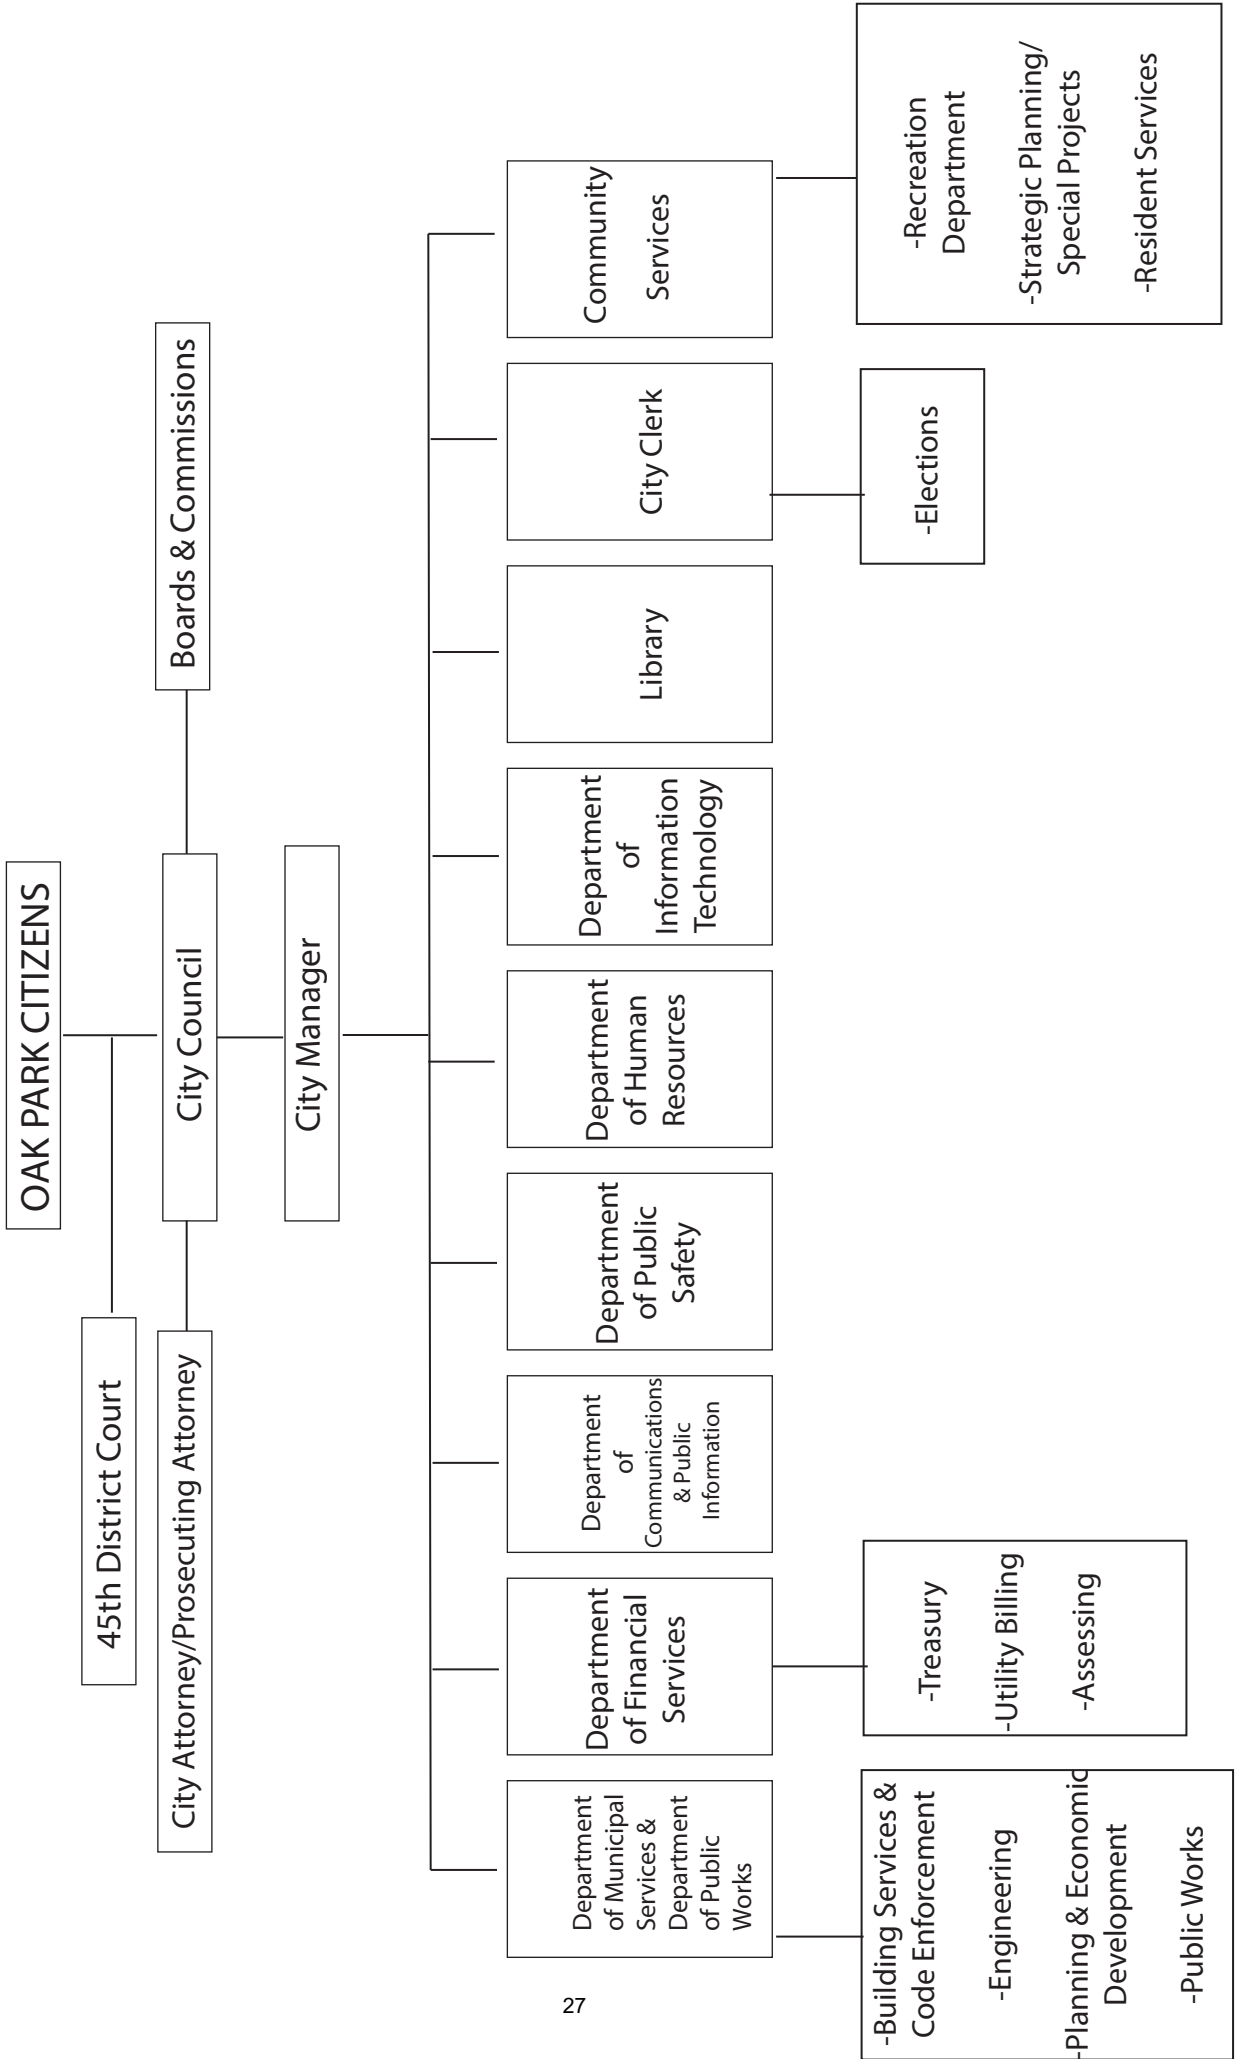 OAK PARK CITIZENS
45th District Court
City Attorney/Prosecuting Attorney
City Council
Boards & Commissions
City Manager
Department
of Municipal
Services &
Department
of Public
Works
Department
of Financial
Services
Department
of
Communications
& Public
Information
Department
of Public
Safety
Department
of Human
Resources
Department
of
Information
Technology
Library
City Clerk
Community
Services
-Building Services &
Code Enforcement
-Engineering
-Planning & Economic
Development
-Public Works
-Treasury
-Utility Billing
-Assessing
-Elections
-Recreation
Department
-Strategic Planning/
Special Projects
-Resident Services
27